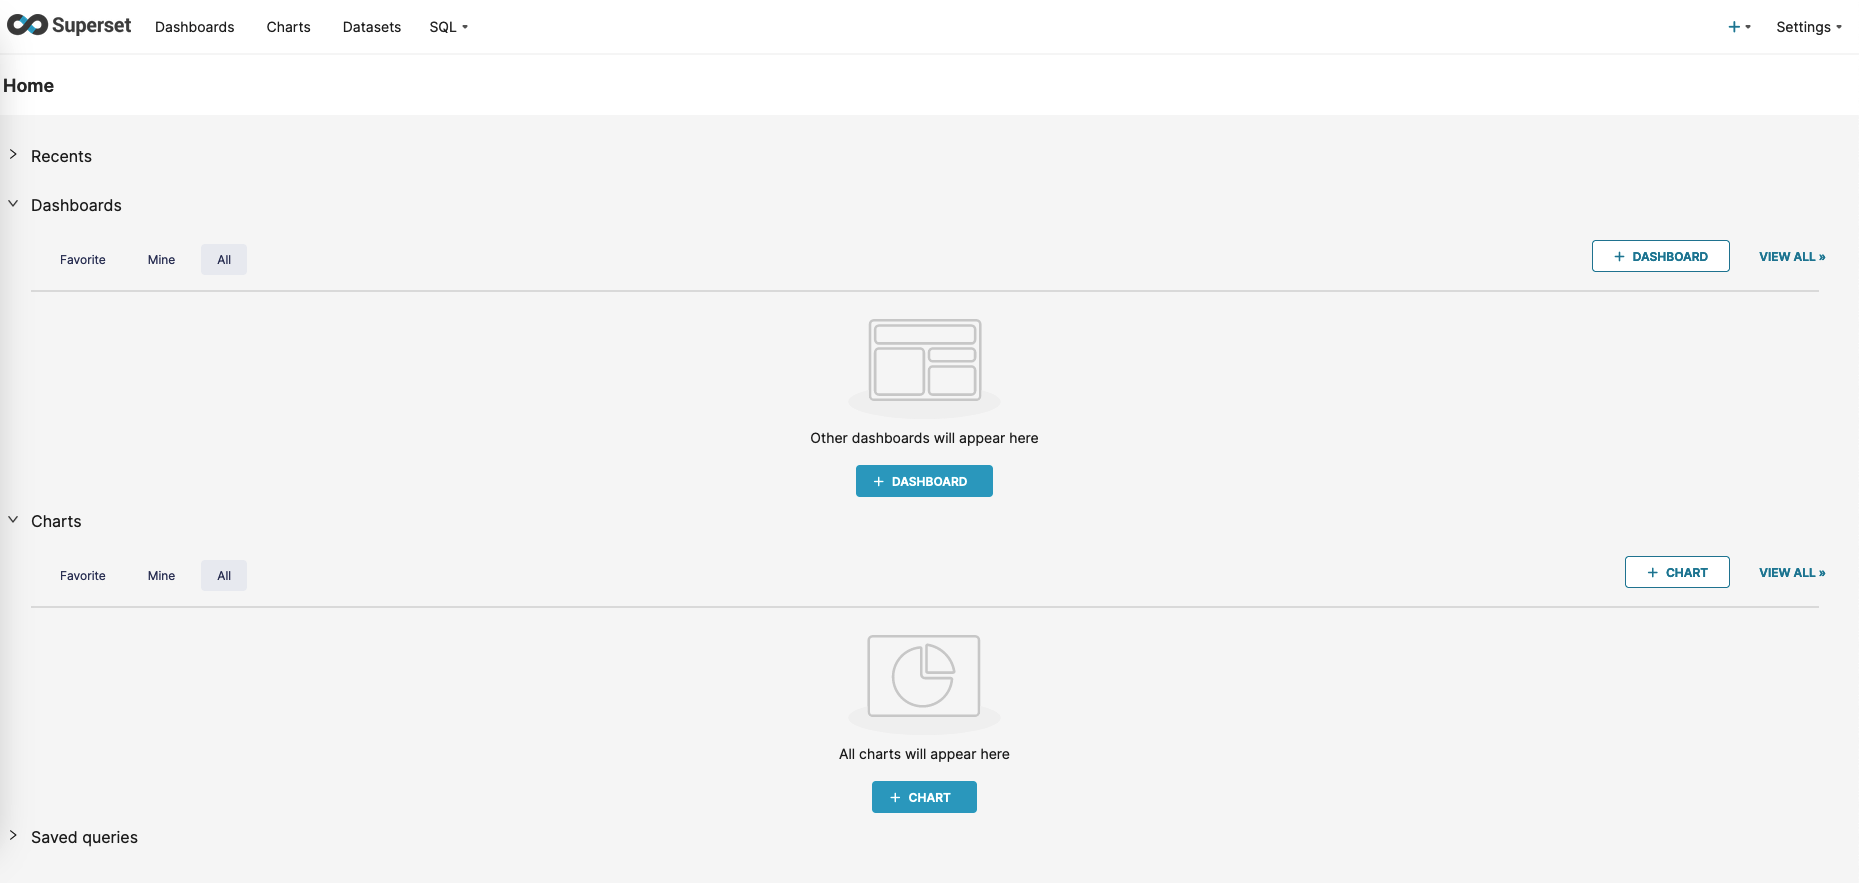 Superset Dashboards Charts Datasets SQL + Settings
Home
Recents
Dashboards
Favorite Mine All + DASHBOARD VIEW ALL »
Other dashboards will appear here
+ DASHBOARD
Charts
Favorite Mine All + CHART VIEW ALL »
All charts will appear here
+ CHART
Saved queries